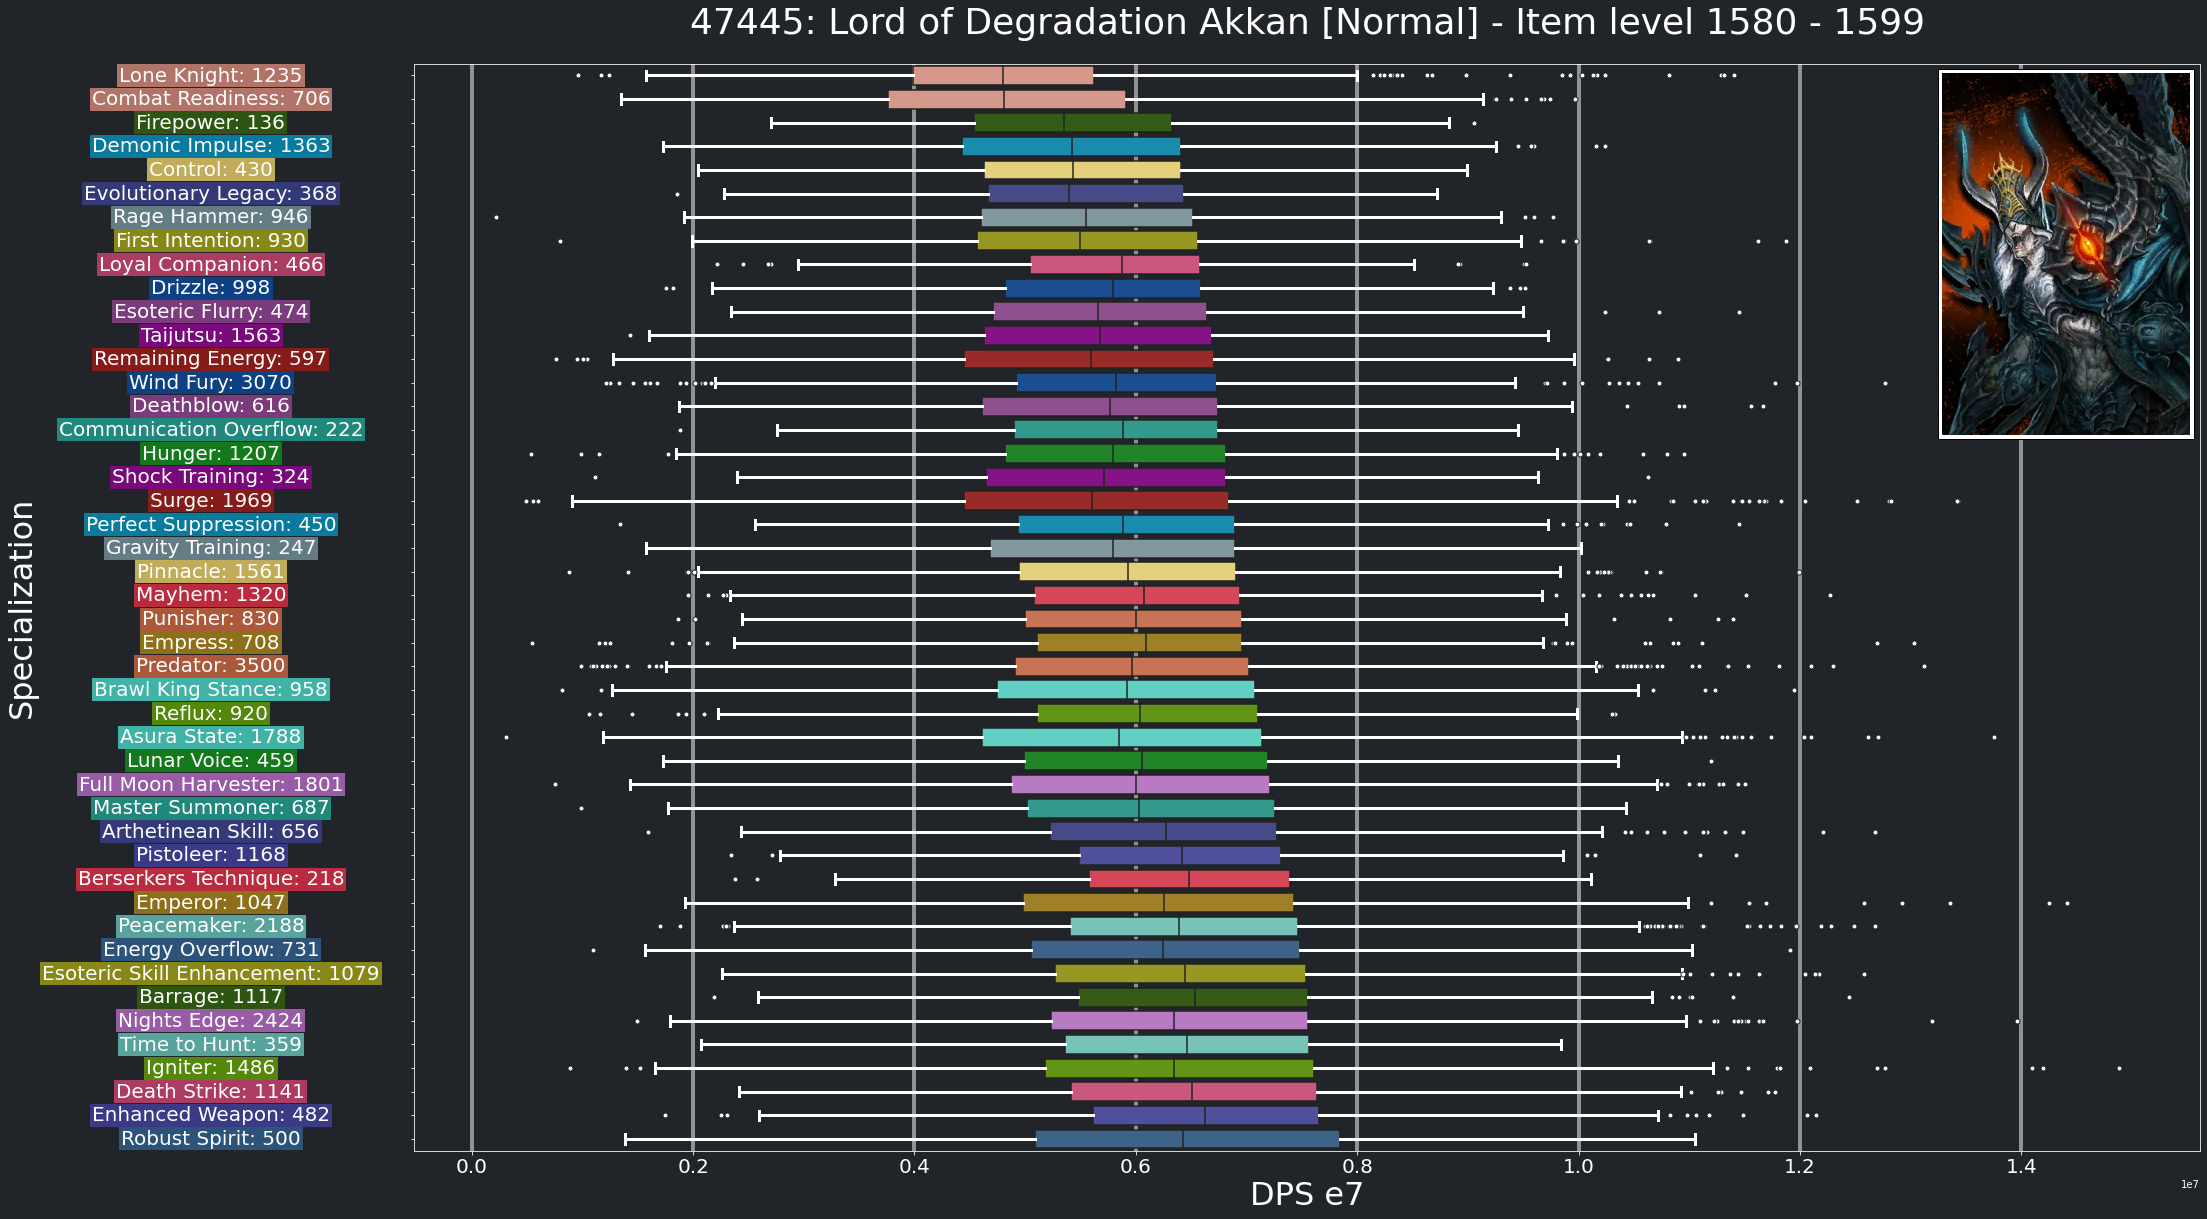 47445: Lord of Degradation Akkan [Normal] - Item level 1580 - 1599
Specialization
Lone Knight: 1235
Combat Readiness: 706
Firepower: 136
Demonic Impulse: 1363
Control: 430
Evolutionary Legacy: 368
Rage Hammer: 946
First Intention: 930
Loyal Companion: 466
Drizzle: 998
Esoteric Flurry: 474
Taijutsu: 1563
Remaining Energy: 597
Wind Fury: 3070
Deathblow: 616
Communication Overflow: 222
Hunger: 1207
Shock Training: 324
Surge: 1969
Perfect Suppression: 450
Gravity Training: 247
Pinnacle: 1561
Mayhem: 1320
Punisher: 830
Empress: 708
Predator: 3500
Brawl King Stance: 958
Reflux: 920
Asura State: 1788
Lunar Voice: 459
Full Moon Harvester: 1801
Master Summoner: 687
Arthetinean Skill: 656
Pistoleer: 1168
Berserkers Technique: 218
Emperor: 1047
Peacemaker: 2188
Energy Overflow: 731
Esoteric Skill Enhancement: 1079
Barrage: 1117
Nights Edge: 2424
Time to Hunt: 359
Igniter: 1486
Death Strike: 1141
Enhanced Weapon: 482
Robust Spirit: 500
0.0 0.2 0.4 0.6 0.8 1.0 1.2 1.4
DPS e7
1e7